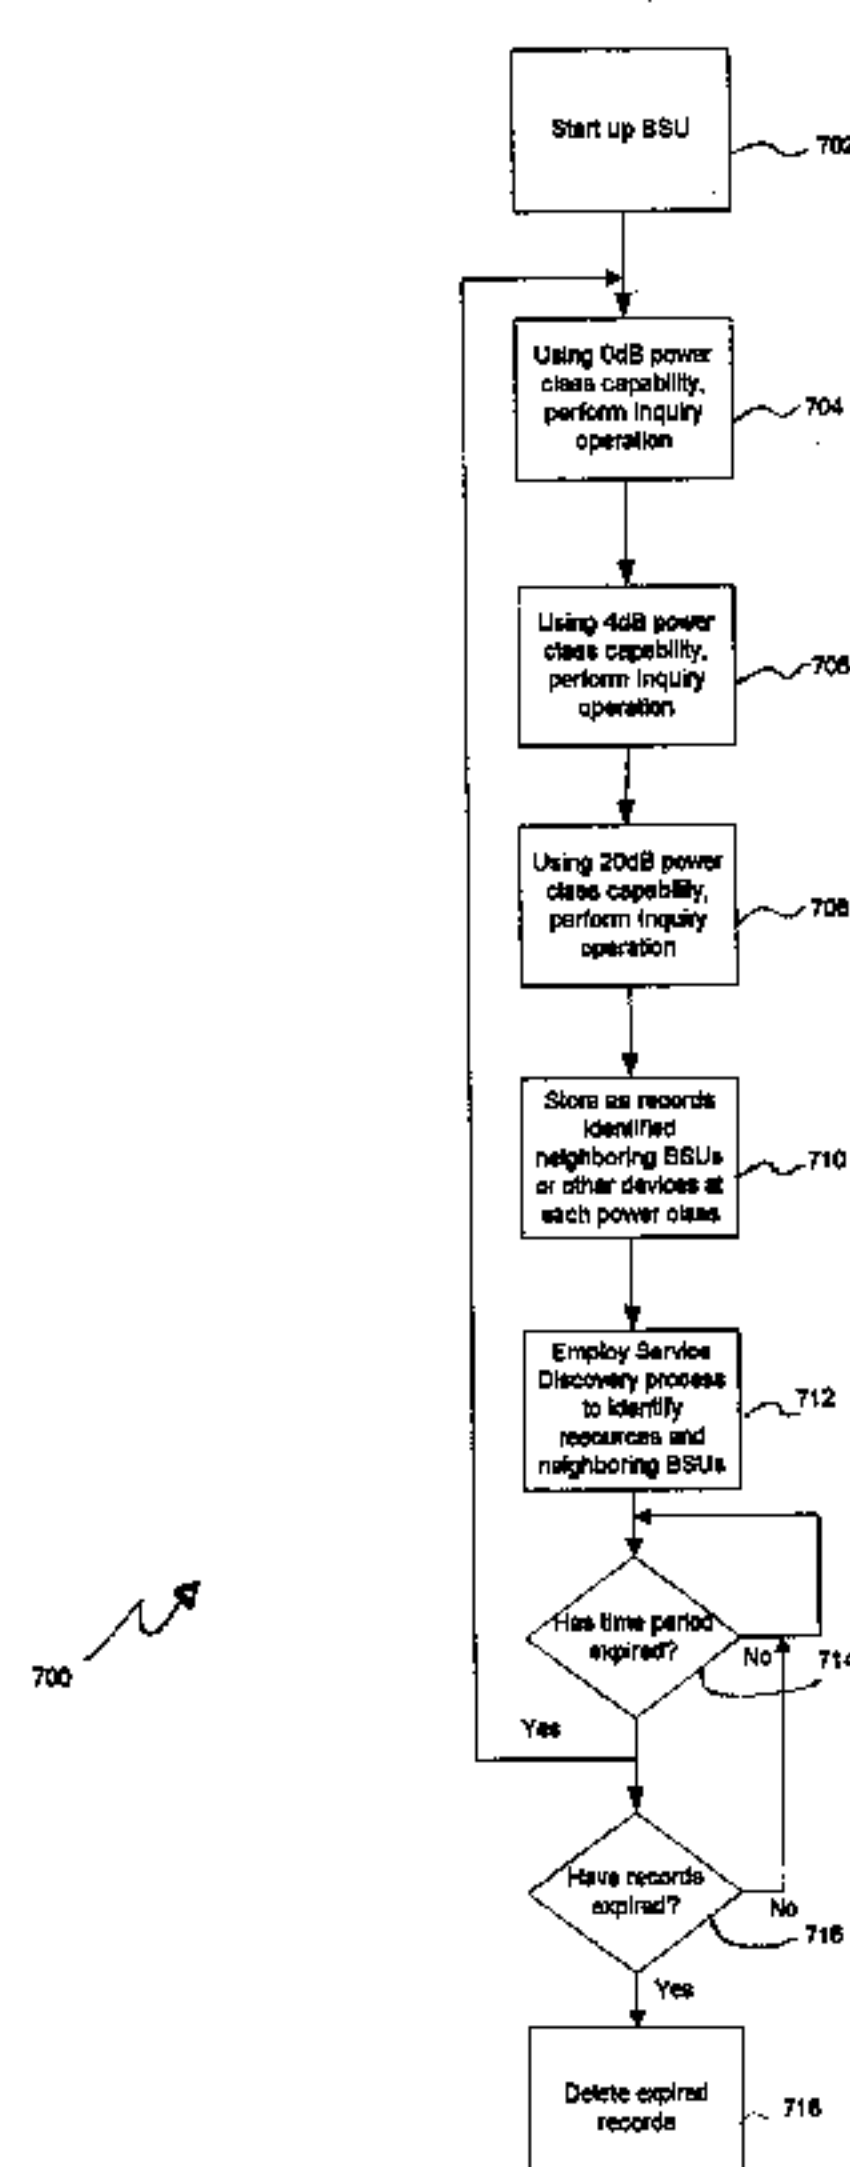 Start up BSU
702
Using 0dB power
class capability,
perform Inquiry
operation
704
Using 4dB power
class capability,
perform Inquiry
operation
706
Using 20dB power
class capability,
perform Inquiry
operation
708
Store as records
identified
neighboring BSUs
or other devices at
each power class
710
Employ Service
Discovery process
to identify
resources and
neighboring BSUs
712
Has time period
expired?
No
714
700
Yes
Have records
expired?
No
716
Yes
Delete expired
records
718